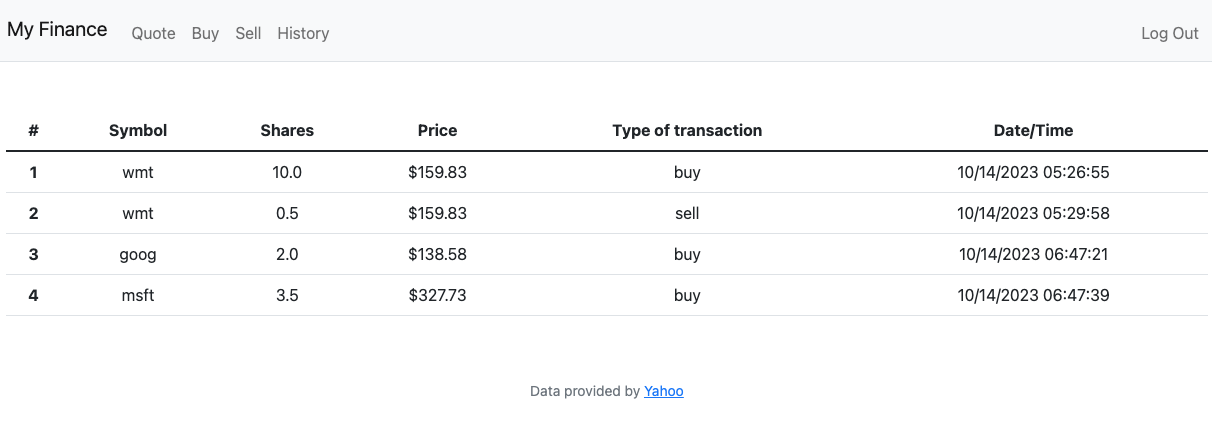 My Finance Quote Buy Sell History Log Out
# Symbol Shares Price Type of transaction Date/Time
1 wmt 10.0 $159.83 buy 10/14/2023 05:26:55
2 wmt 0.5 $159.83 sell 10/14/2023 05:29:58
3 goog 2.0 $138.58 buy 10/14/2023 06:47:21
4 msft 3.5 $327.73 buy 10/14/2023 06:47:39
Data provided by Yahoo